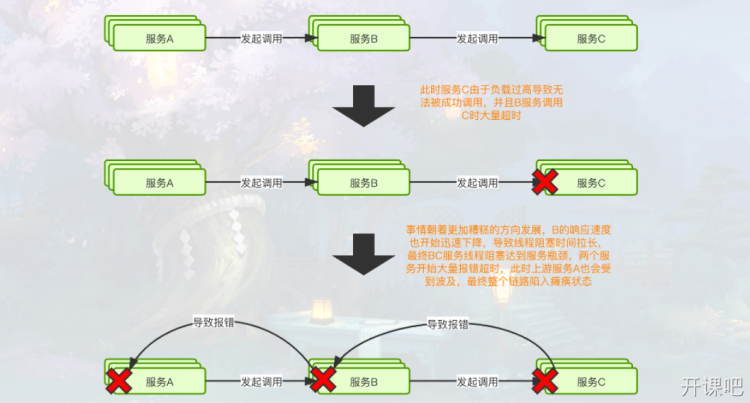 服务A
发起调用
服务B
发起调用
服务C
此时服务C由于负载过高导致无
法被成功调用，并且B服务调用
C时大量超时
服务A
发起调用
服务B
发起调用
服务C
事情朝着更加糟糕的方向发展，B的响应速度
也开始迅速下降，导致线程阻塞时间拉长，
最终BC服务线程阻塞达到服务瓶颈，两个服
务开始大量报错超时，此时上游服务A也会受
到波及，最终整个链路陷入瘫痪状态
导致报错
导致报错
服务A
发起调用
服务B
发起调用
服务C
开课吧